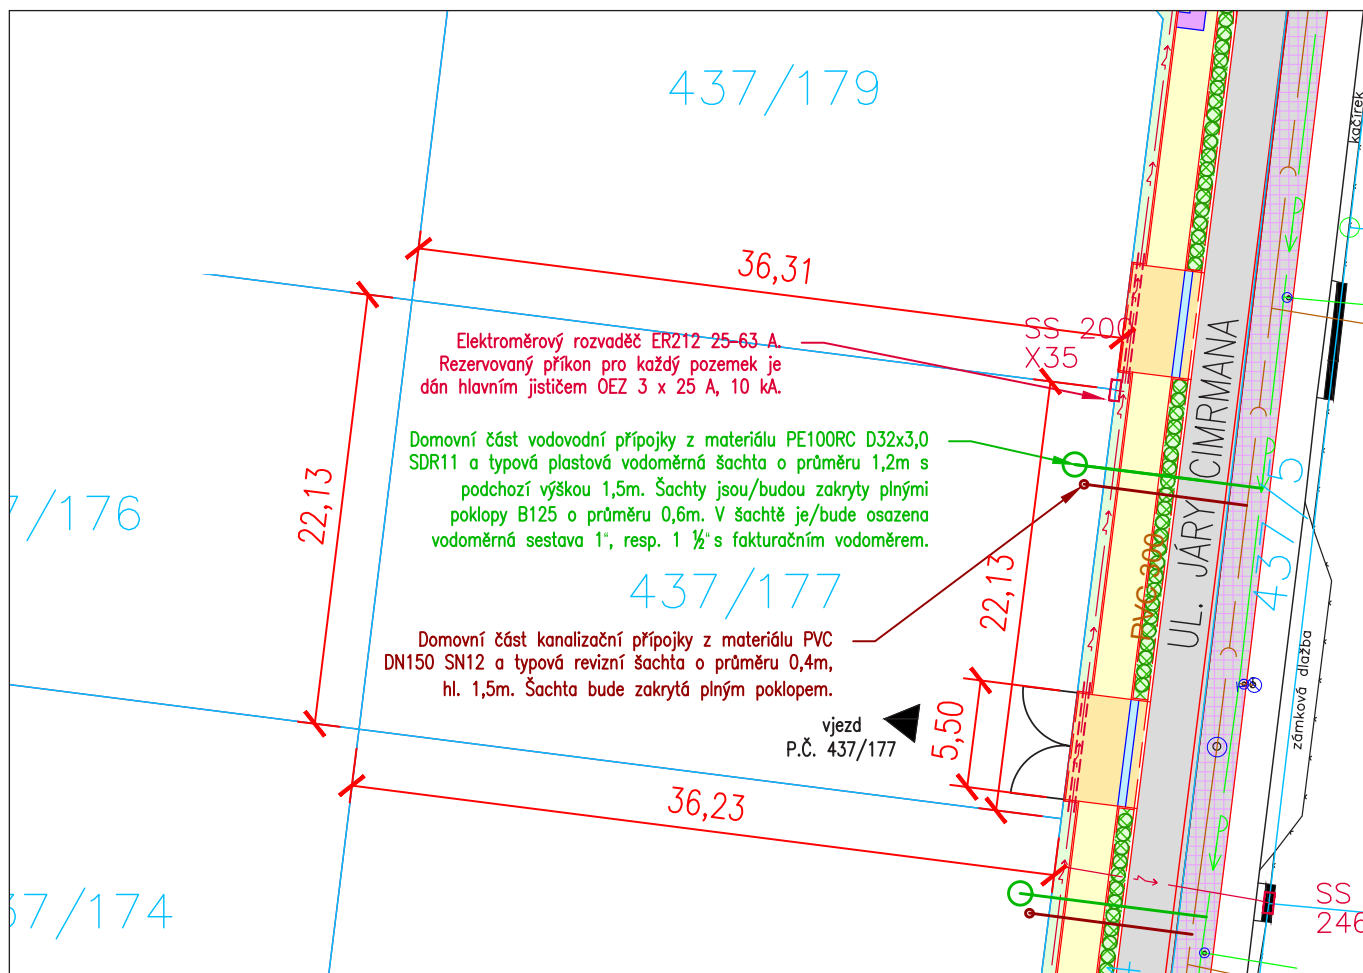 437/179
kačírek
36,31
SS 200
X35
Elektroměrový rozvaděč ER212 25-63 A.
Rezervovaný příkon pro každý pozemek je
dán hlavním jističem OEZ 3 x 25 A, 10 kA.
Domovní část vodovodní přípojky z materiálu PE100RC D32x3,0
SDR11 a typová plastová vodoměrná šachta o průměru 1,2m s
podchozí výškou 1,5m. Šachty jsou/budou zakryty plnými
poklopy B125 o průměru 0,6m. V šachtě je/bude osazena
vodoměrná sestava 1", resp. 1 ½" s fakturačním vodoměrem.
22,13
7/176
437/177
22,13
PVC 300
UL. JÁRY CIMRMANA
437/75
Domovní část kanalizační přípojky z materiálu PVC
DN150 SN12 a typová revizní šachta o průměru 0,4m,
hl. 1,5m. Šachta bude zakrytá plným poklopem.
zámková dlažba
vjezd
P.Č. 437/177
5,50
36,23
37/174
SS
246